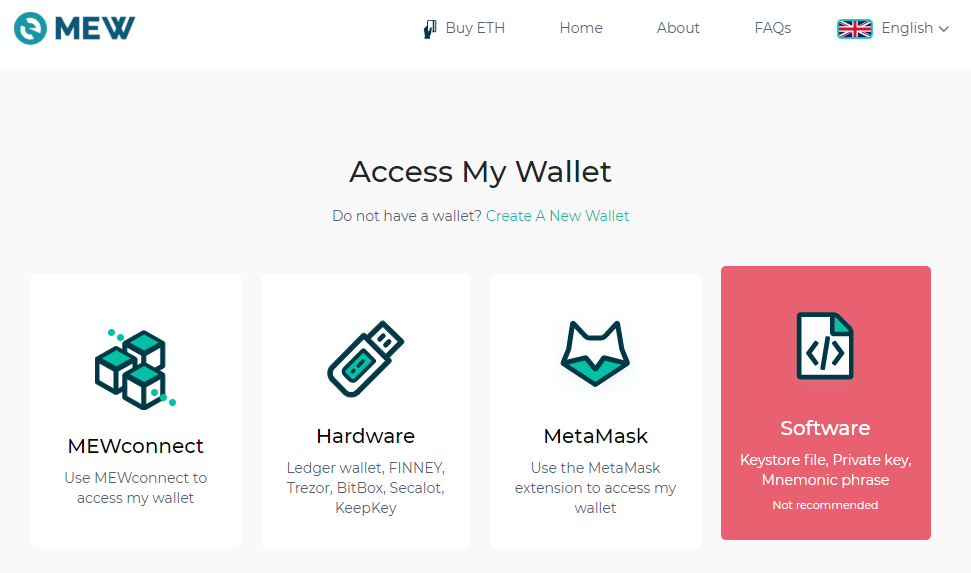 MEW
Buy ETH
Home
About
FAQs
English
Access My Wallet
Do not have a wallet? Create A New Wallet
MEWconnect
Use MEWconnect to
access my wallet
Hardware
Ledger wallet, FINNEY,
Trezor, BitBox, Secalot,
KeepKey
MetaMask
Use the MetaMask
extension to access my
wallet
Software
Keystore file, Private key,
Mnemonic phrase
Not recommended